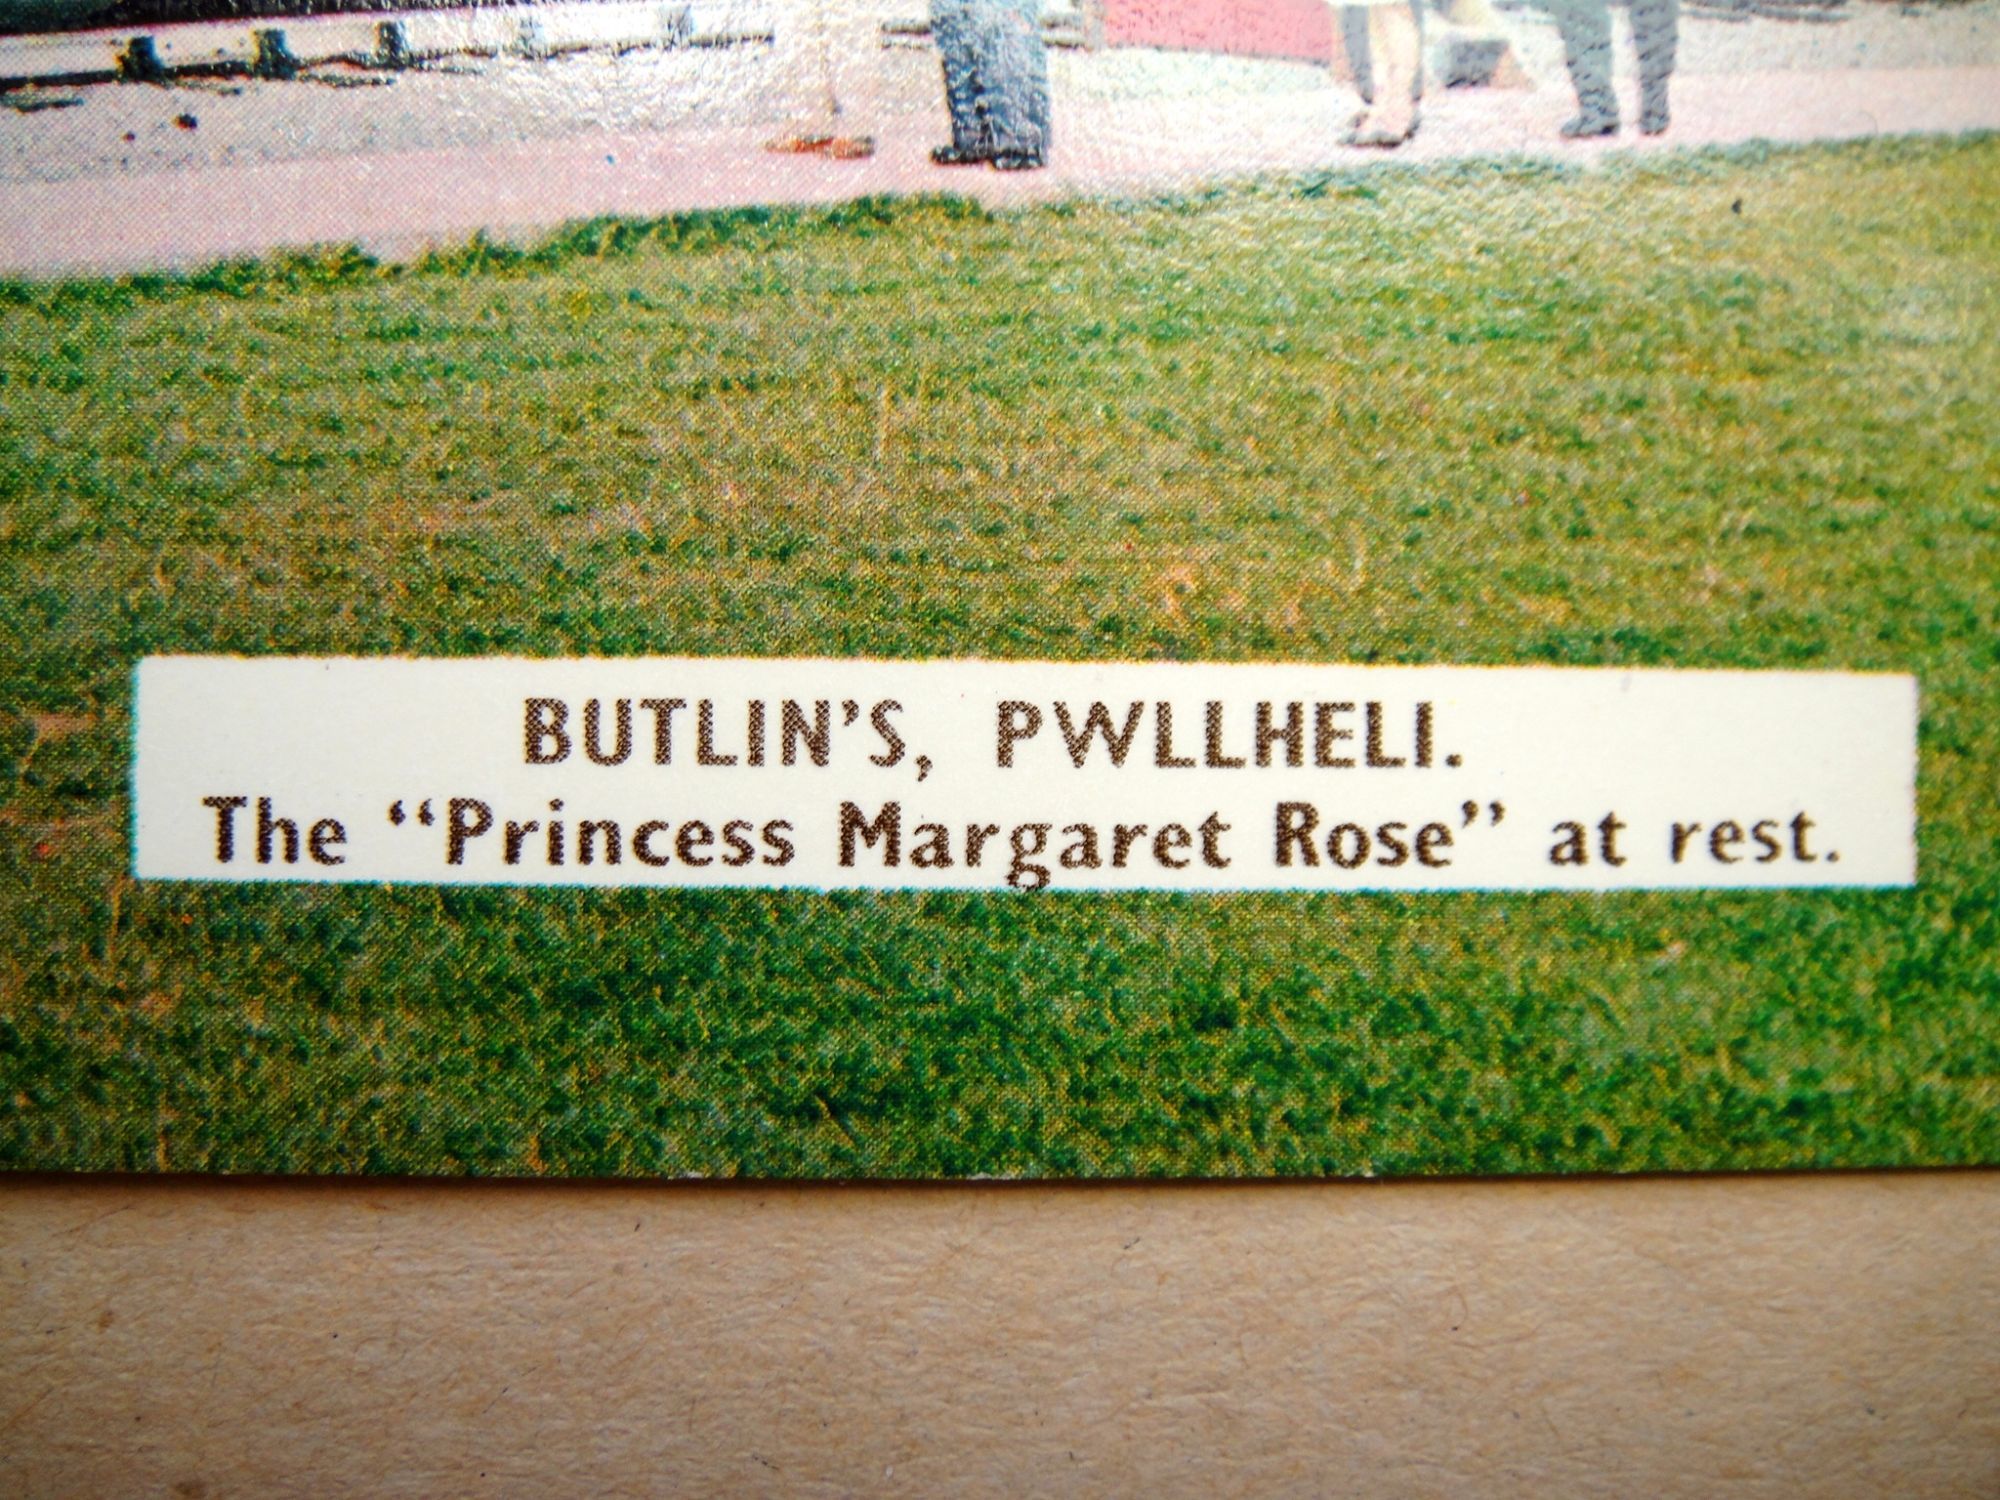 BUTLIN’S, PWLLHELI.
The “Princess Margaret Rose” at rest.